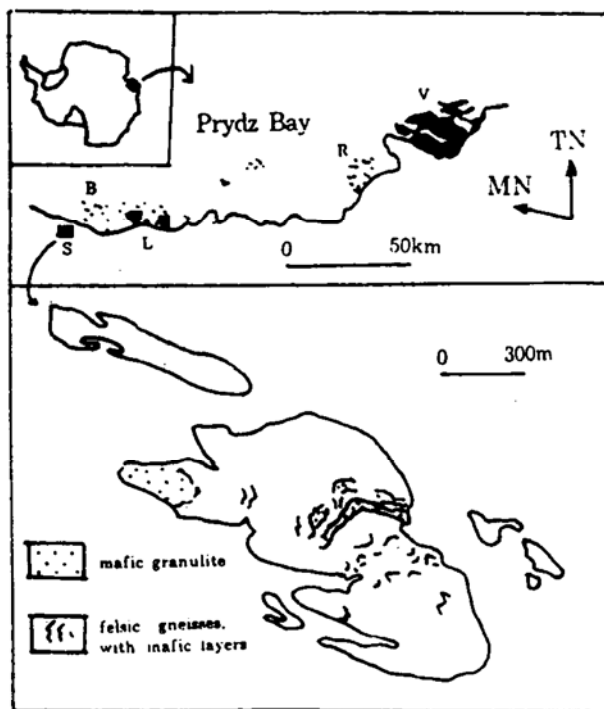 V
Prydz Bay
R
TN
MN
B
S
L
0 50km
0 300m
mafic granulite
felsic gneisses,
with mafic layers